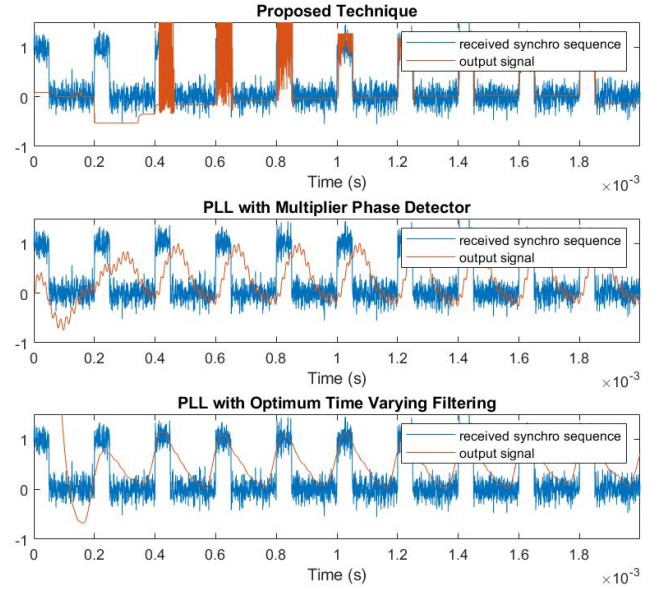 Proposed Technique
1
0
-1
received synchro sequence
output signal
0 0.2 0.4 0.6 0.8 1 1.2 1.4 1.6 1.8
Time (s)
×10⁻³
PLL with Multiplier Phase Detector
1
0
-1
received synchro sequence
output signal
0 0.2 0.4 0.6 0.8 1 1.2 1.4 1.6 1.8
Time (s)
×10⁻³
PLL with Optimum Time Varying Filtering
1
0
-1
received synchro sequence
output signal
0 0.2 0.4 0.6 0.8 1 1.2 1.4 1.6 1.8
Time (s)
×10⁻³